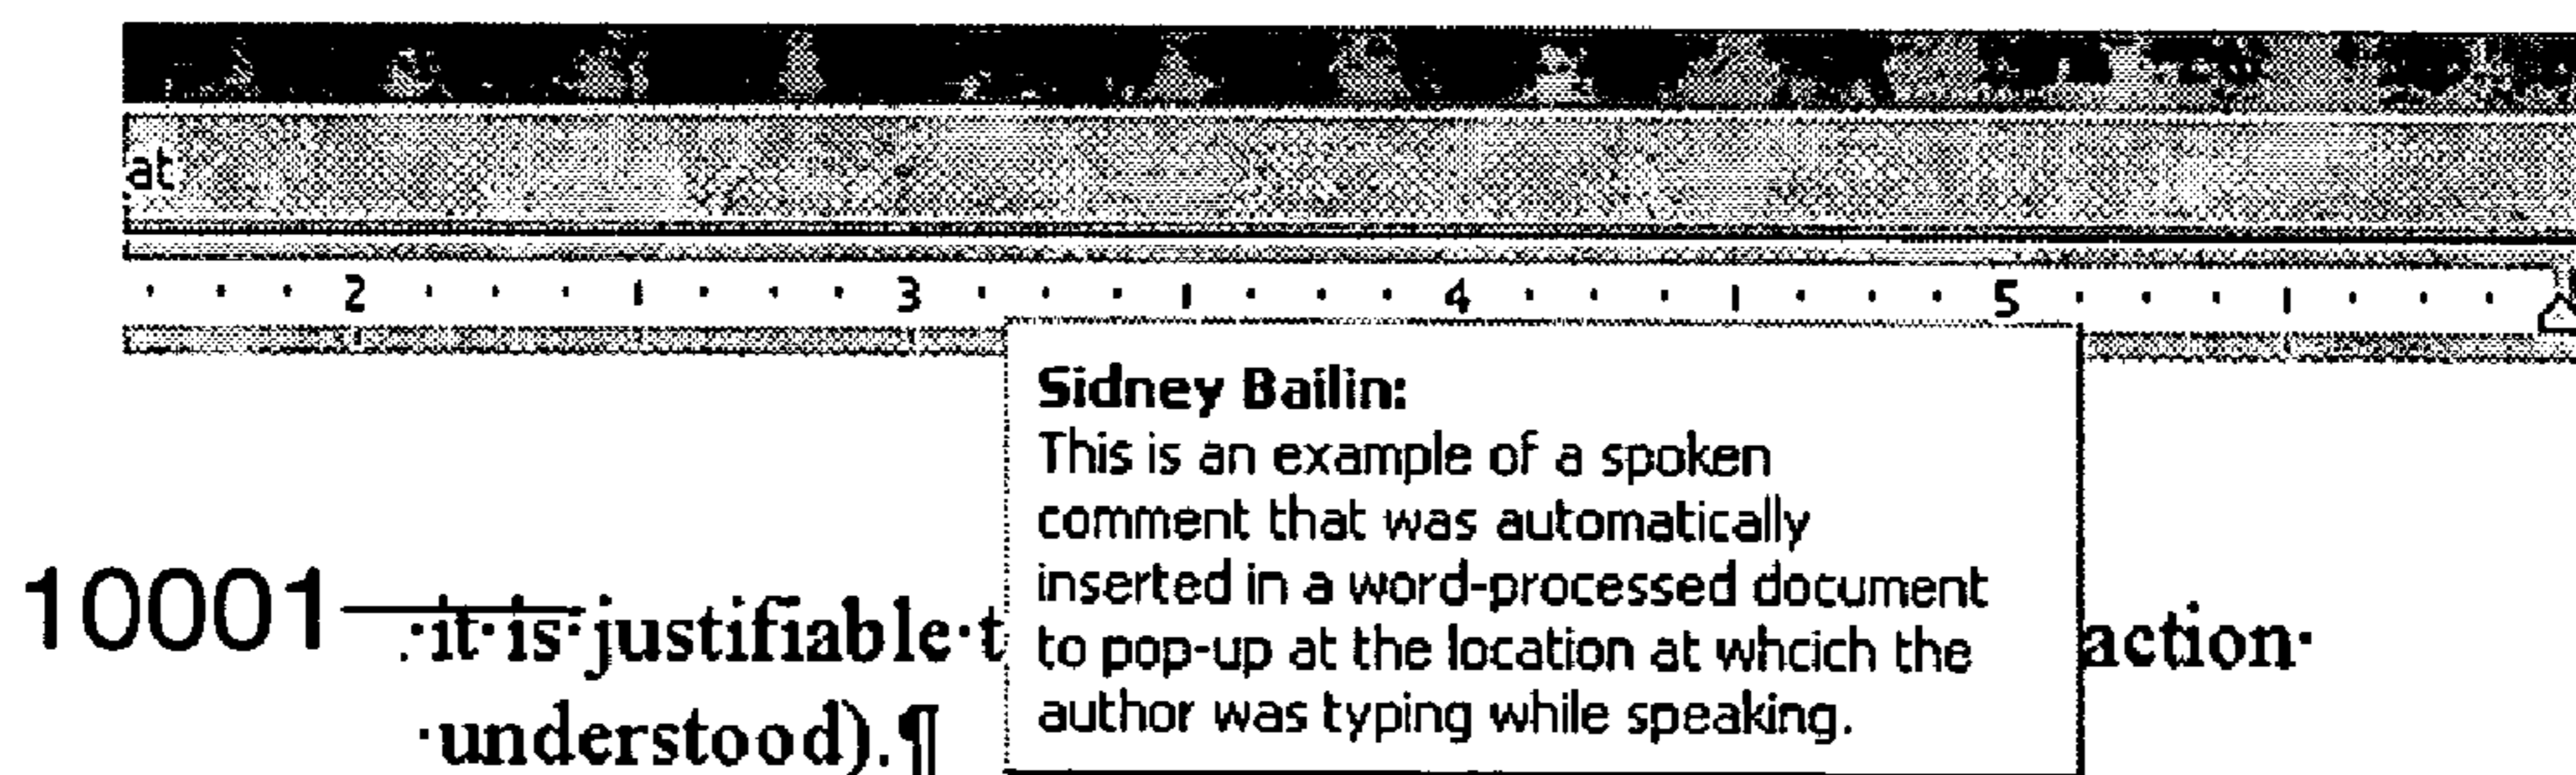 at
2 3 4 5
Sidney Bailin:
This is an example of a spoken
comment that was automatically
inserted in a word-processed document
to pop-up at the location at whcich the
author was typing while speaking.
10001
·it·is·justifiable·t action·
·understood).¶